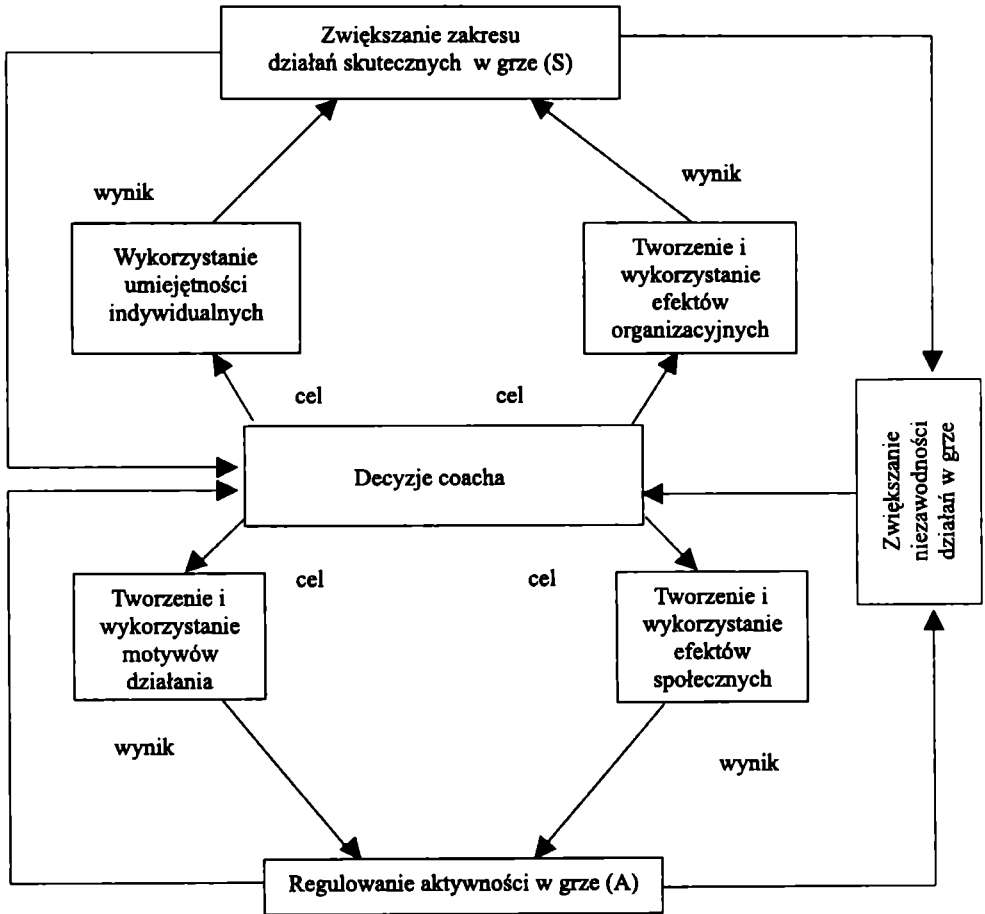 Zwiększanie zakresu
działań skutecznych w grze (S)
wynik
wynik
Wykorzystanie
umiejętności
indywidualnych
Tworzenie i
wykorzystanie
efektów
organizacyjnych
cel
cel
Decyzje coacha
Zwiększanie
niezawodności
działań w grze
cel
cel
Tworzenie i
wykorzystanie
motywów
działania
Tworzenie i
wykorzystanie
efektów
społecznych
wynik
wynik
Regulowanie aktywności w grze (A)